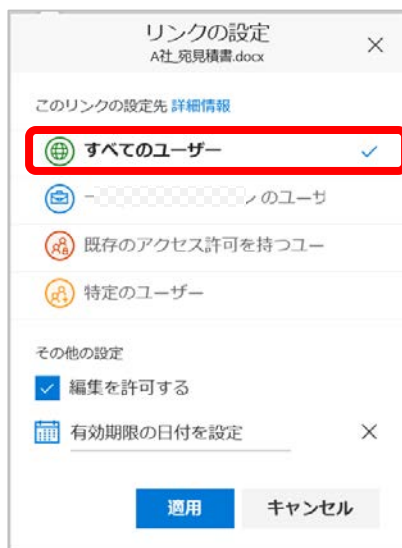 リンクの設定
A社_宛見積書.docx
このリンクの設定先 詳細情報
すべてのユーザー
のユーザ
既存のアクセス許可を持つユー
特定のユーザー
その他の設定
編集を許可する
有効期限の日付を設定
適用 キャンセル